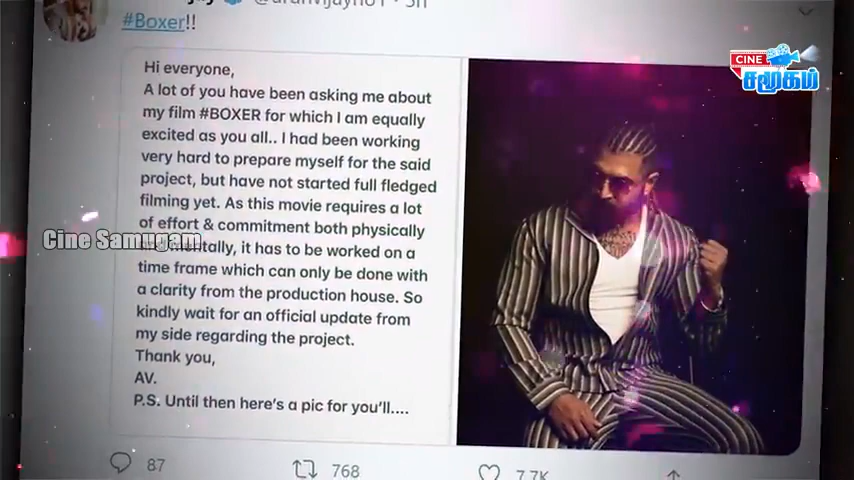 #Boxer!!
Hi everyone,
A lot of you have been asking me about
my film #BOXER for which I am equally
excited as you all.. I had been working
very hard to prepare myself for the said
project, but have not started full fledged
filming yet. As this movie requires a lot
of effort & commitment both physically
Cine Samugam
mentally, it has to be worked on a
time frame which can only be done with
a clarity from the production house. So
kindly wait for an official update from
my side regarding the project.
Thank you,
AV.
P.S. Until then here's a pic for you'll....
87 768 7.7K
CINE
சமூகம்